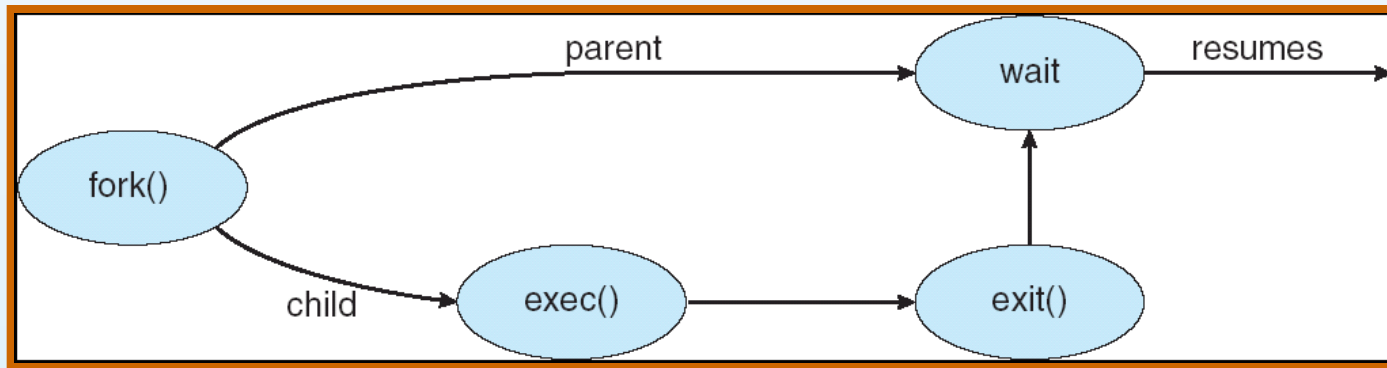 parent
wait
resumes
fork()
child
exec()
exit()